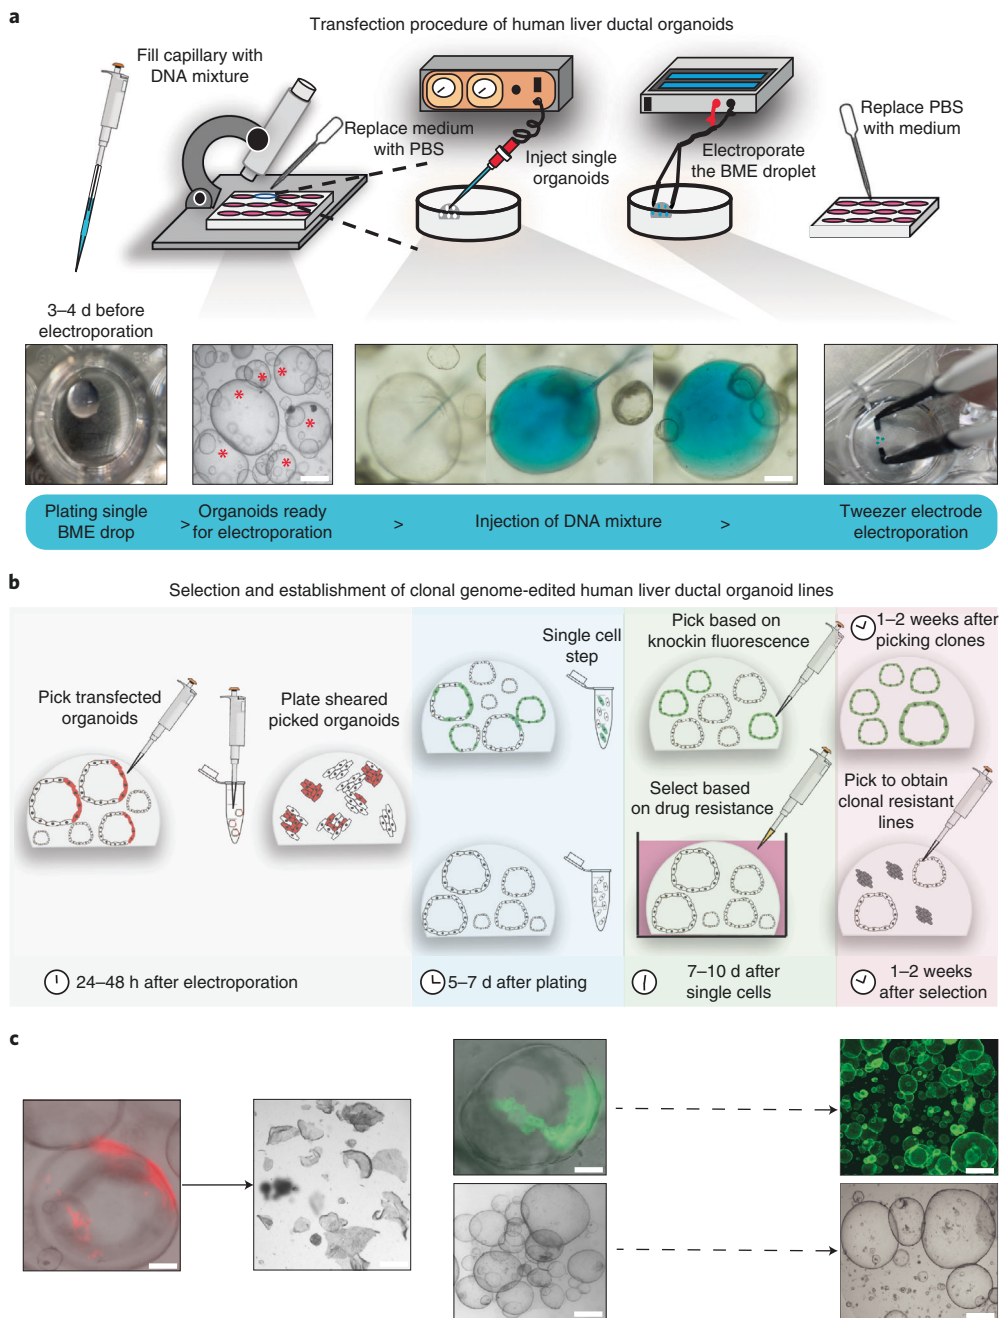 a
Transfection procedure of human liver ductal organoids
Fill capillary with
DNA mixture
Replace medium
with PBS
Inject single
organoids
Electroporate
the BME droplet
Replace PBS
with medium
3–4 d before
electroporation
* * * * * *
Plating single
BME drop
>
Organoids ready
for electroporation
>
Injection of DNA mixture
>
Tweezer electrode
electroporation
b
Selection and establishment of clonal genome-edited human liver ductal organoid lines
Pick transfected
organoids
Plate sheared
picked organoids
Single cell
step
Pick based on
knockin fluorescence
1–2 weeks after
picking clones
Select based
on drug resistance
Pick to obtain
clonal resistant
lines
24–48 h after electroporation
5–7 d after plating
7–10 d after
single cells
1–2 weeks
after selection
c